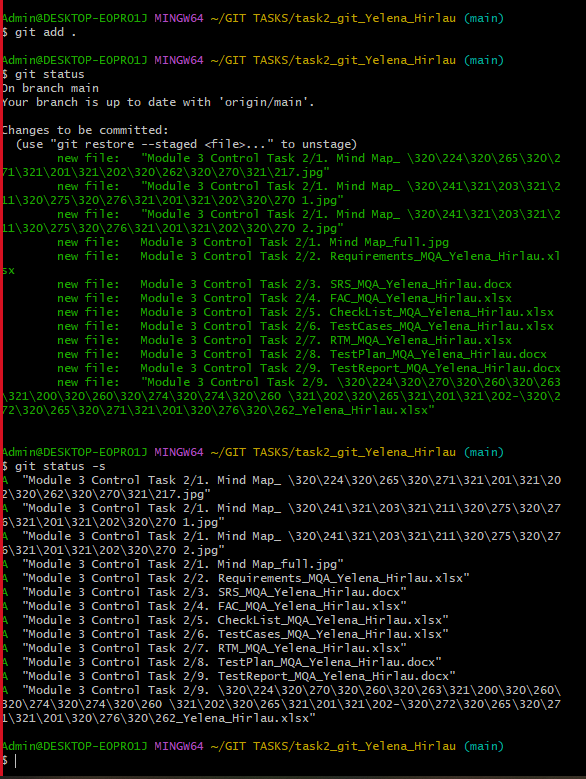 Admin@DESKTOP-EOPRO1J MINGW64 ~/GIT TASKS/task2_git_Yelena_Hirlau (main)
$ git add .
Admin@DESKTOP-EOPRO1J MINGW64 ~/GIT TASKS/task2_git_Yelena_Hirlau (main)
$ git status
On branch main
Your branch is up to date with 'origin/main'.
Changes to be committed:
  (use "git restore --staged <file>..." to unstage)
        new file:   "Module 3 Control Task 2/1. Mind Map_ \320\224\320\265\320\2
71\321\201\321\202\320\262\320\270\321\217.jpg"
        new file:   "Module 3 Control Task 2/1. Mind Map_ \320\241\321\203\321\2
11\320\275\320\276\321\201\321\202\320\270 1.jpg"
        new file:   "Module 3 Control Task 2/1. Mind Map_ \320\241\321\203\321\2
11\320\275\320\276\321\201\321\202\320\270 2.jpg"
        new file:   Module 3 Control Task 2/1. Mind Map_full.jpg
        new file:   Module 3 Control Task 2/2. Requirements_MQA_Yelena_Hirlau.xl
sx
        new file:   Module 3 Control Task 2/3. SRS_MQA_Yelena_Hirlau.docx
        new file:   Module 3 Control Task 2/4. FAC_MQA_Yelena_Hirlau.xlsx
        new file:   Module 3 Control Task 2/5. CheckList_MQA_Yelena_Hirlau.xlsx
        new file:   Module 3 Control Task 2/6. TestCases_MQA_Yelena_Hirlau.xlsx
        new file:   Module 3 Control Task 2/7. RTM_MQA_Yelena_Hirlau.xlsx
        new file:   Module 3 Control Task 2/8. TestPlan_MQA_Yelena_Hirlau.docx
        new file:   Module 3 Control Task 2/9. TestReport_MQA_Yelena_Hirlau.docx
        new file:   "Module 3 Control Task 2/9. \320\224\320\270\320\260\320\263
\321\200\320\260\320\274\320\274\320\260 \321\202\320\265\321\201\321\202-\320\2
72\320\265\320\271\321\201\320\276\320\262_Yelena_Hirlau.xlsx"
Admin@DESKTOP-EOPRO1J MINGW64 ~/GIT TASKS/task2_git_Yelena_Hirlau (main)
$ git status -s
A  "Module 3 Control Task 2/1. Mind Map_ \320\224\320\265\320\271\321\201\321\20
2\320\262\320\270\321\217.jpg"
A  "Module 3 Control Task 2/1. Mind Map_ \320\241\321\203\321\211\320\275\320\27
6\321\201\321\202\320\270 1.jpg"
A  "Module 3 Control Task 2/1. Mind Map_ \320\241\321\203\321\211\320\275\320\27
6\321\201\321\202\320\270 2.jpg"
A  "Module 3 Control Task 2/1. Mind Map_full.jpg"
A  "Module 3 Control Task 2/2. Requirements_MQA_Yelena_Hirlau.xlsx"
A  "Module 3 Control Task 2/3. SRS_MQA_Yelena_Hirlau.docx"
A  "Module 3 Control Task 2/4. FAC_MQA_Yelena_Hirlau.xlsx"
A  "Module 3 Control Task 2/5. CheckList_MQA_Yelena_Hirlau.xlsx"
A  "Module 3 Control Task 2/6. TestCases_MQA_Yelena_Hirlau.xlsx"
A  "Module 3 Control Task 2/7. RTM_MQA_Yelena_Hirlau.xlsx"
A  "Module 3 Control Task 2/8. TestPlan_MQA_Yelena_Hirlau.docx"
A  "Module 3 Control Task 2/9. TestReport_MQA_Yelena_Hirlau.docx"
A  "Module 3 Control Task 2/9. \320\224\320\270\320\260\320\263\321\200\320\260\
320\274\320\274\320\260 \321\202\320\265\321\201\321\202-\320\272\320\265\320\27
1\321\201\320\276\320\262_Yelena_Hirlau.xlsx"
Admin@DESKTOP-EOPRO1J MINGW64 ~/GIT TASKS/task2_git_Yelena_Hirlau (main)
$